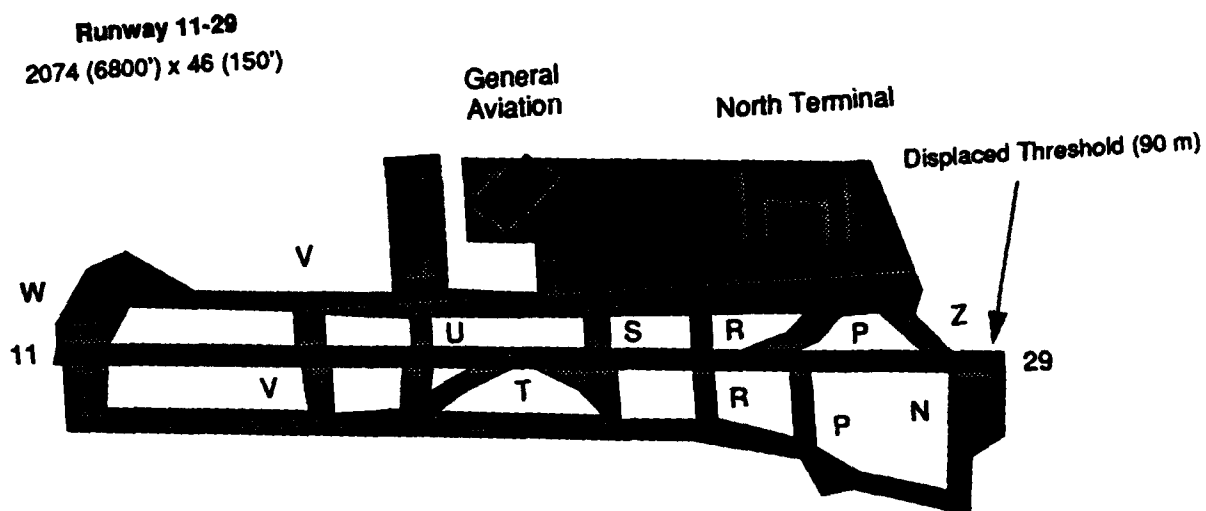 Runway 11-29
2074 (6800') x 46 (150')
General
Aviation
North Terminal
Displaced Threshold (90 m)
V
W
Z
U
S
R
P
11
29
V
T
R
P
N